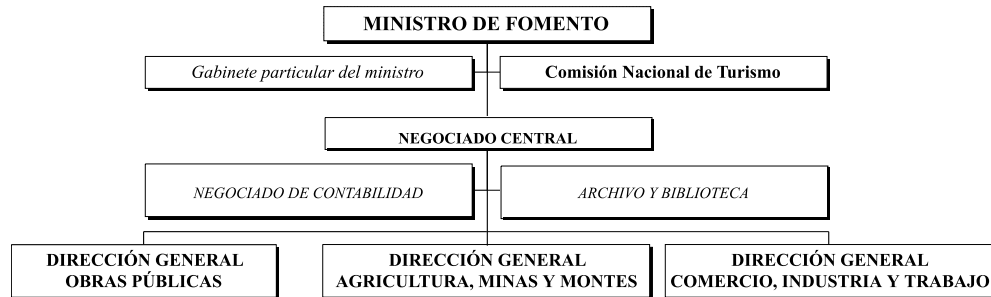 MINISTRO DE FOMENTO
Gabinete particular del ministro
Comisión Nacional de Turismo
NEGOCIADO CENTRAL
NEGOCIADO DE CONTABILIDAD
ARCHIVO Y BIBLIOTECA
DIRECCIÓN GENERAL
OBRAS PÚBLICAS
DIRECCIÓN GENERAL
AGRICULTURA, MINAS Y MONTES
DIRECCIÓN GENERAL
COMERCIO, INDUSTRIA Y TRABAJO